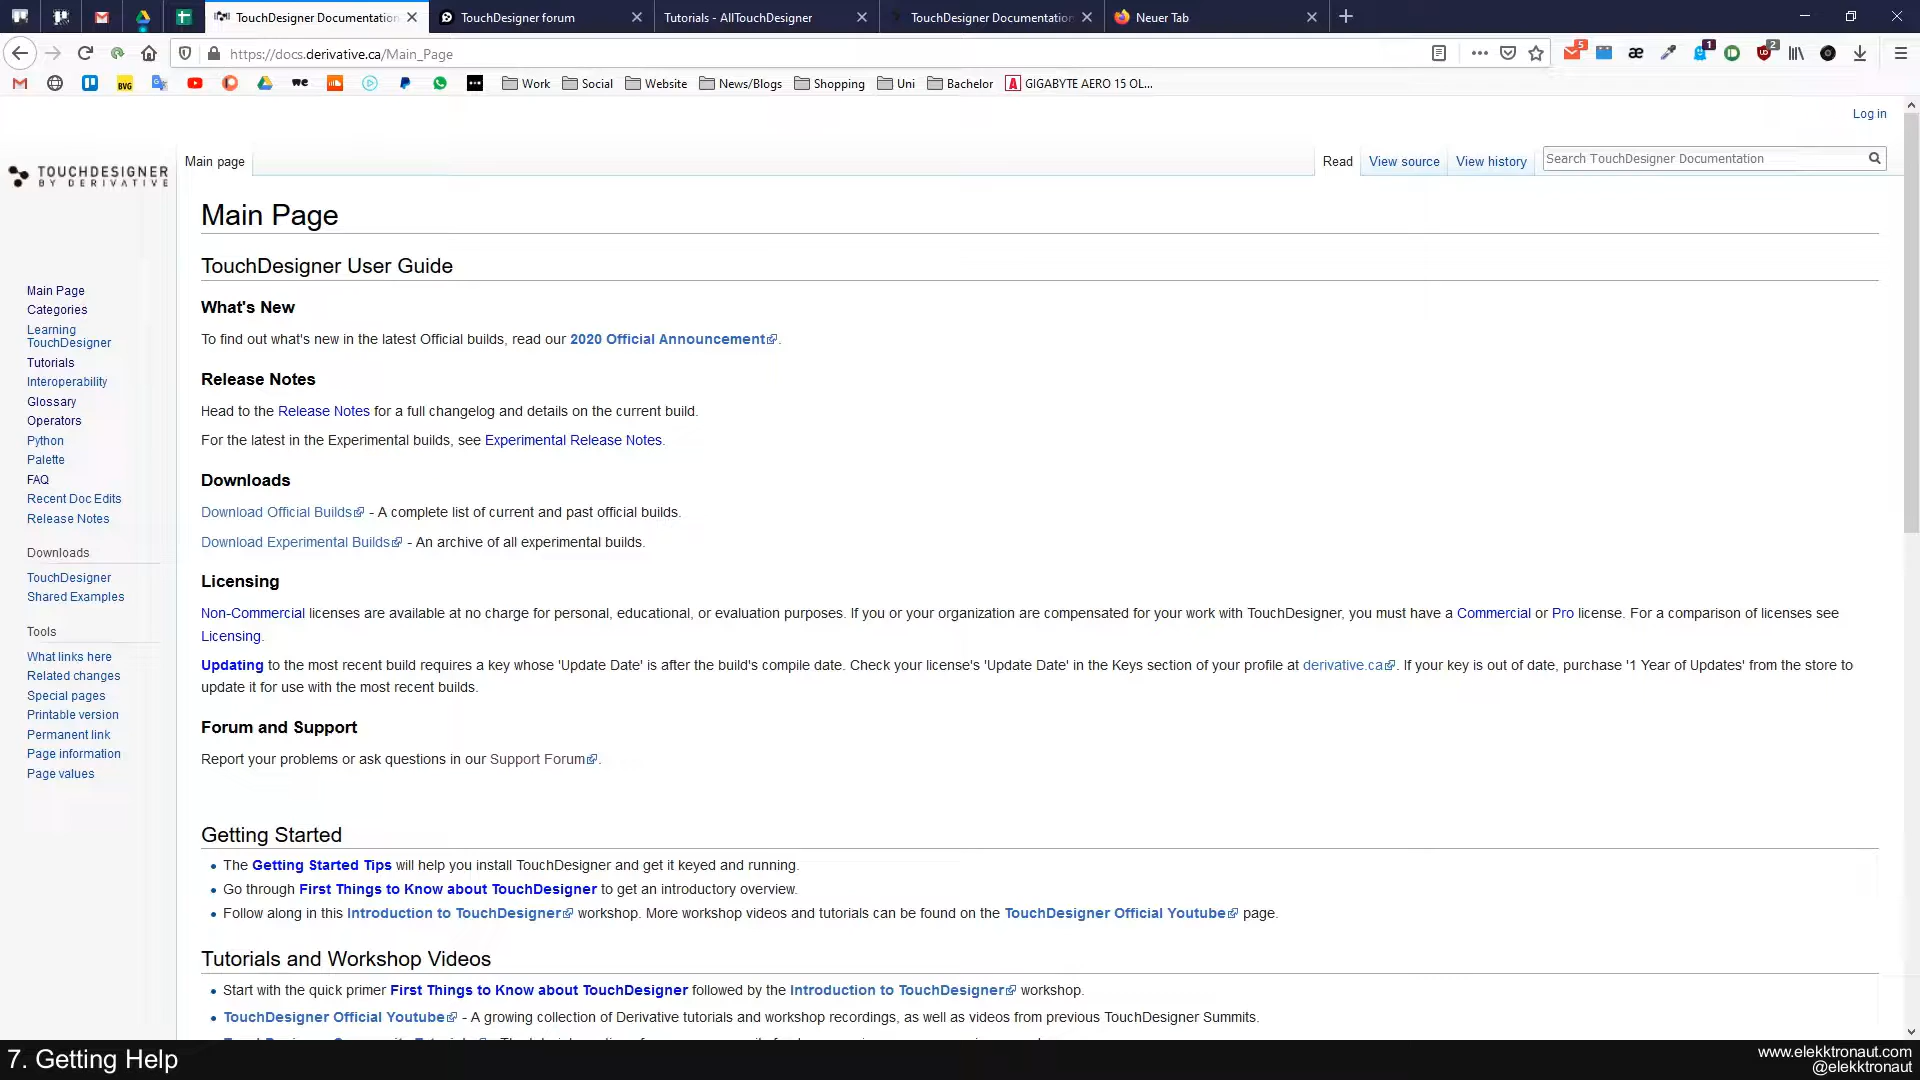 TouchDesigner Documentation
TouchDesigner forum
Tutorials - AllTouchDesigner
TouchDesigner Documentation
Neuer Tab
https://docs.derivative.ca/Main_Page
5
1
2
æ
BVG
we
Work
Social
Website
News/Blogs
Shopping
Uni
Bachelor
GIGABYTE AERO 15 OL...
Log in
TOUCHDESIGNER
BY DERIVATIVE
Main page
Read
View source
View history
Search TouchDesigner Documentation
Main Page
Categories
Learning
TouchDesigner
Tutorials
Interoperability
Glossary
Operators
Python
Palette
FAQ
Recent Doc Edits
Release Notes
Downloads
TouchDesigner
Shared Examples
Tools
What links here
Related changes
Special pages
Printable version
Permanent link
Page information
Page values
Main Page
TouchDesigner User Guide
What's New
To find out what's new in the latest Official builds, read our 2020 Official Announcement.
Release Notes
Head to the Release Notes for a full changelog and details on the current build.
For the latest in the Experimental builds, see Experimental Release Notes.
Downloads
Download Official Builds - A complete list of current and past official builds.
Download Experimental Builds - An archive of all experimental builds.
Licensing
Non-Commercial licenses are available at no charge for personal, educational, or evaluation purposes. If you or your organization are compensated for your work with TouchDesigner, you must have a Commercial or Pro license. For a comparison of licenses see
Licensing.
Updating to the most recent build requires a key whose 'Update Date' is after the build's compile date. Check your license's 'Update Date' in the Keys section of your profile at derivative.ca. If your key is out of date, purchase '1 Year of Updates' from the store to
update it for use with the most recent builds.
Forum and Support
Report your problems or ask questions in our Support Forum.
Getting Started
The Getting Started Tips will help you install TouchDesigner and get it keyed and running.
Go through First Things to Know about TouchDesigner to get an introductory overview.
Follow along in this Introduction to TouchDesigner workshop. More workshop videos and tutorials can be found on the TouchDesigner Official Youtube page.
Tutorials and Workshop Videos
Start with the quick primer First Things to Know about TouchDesigner followed by the Introduction to TouchDesigner workshop.
TouchDesigner Official Youtube - A growing collection of Derivative tutorials and workshop recordings, as well as videos from previous TouchDesigner Summits.
7. Getting Help
www.elekktronaut.com
@elekktronaut